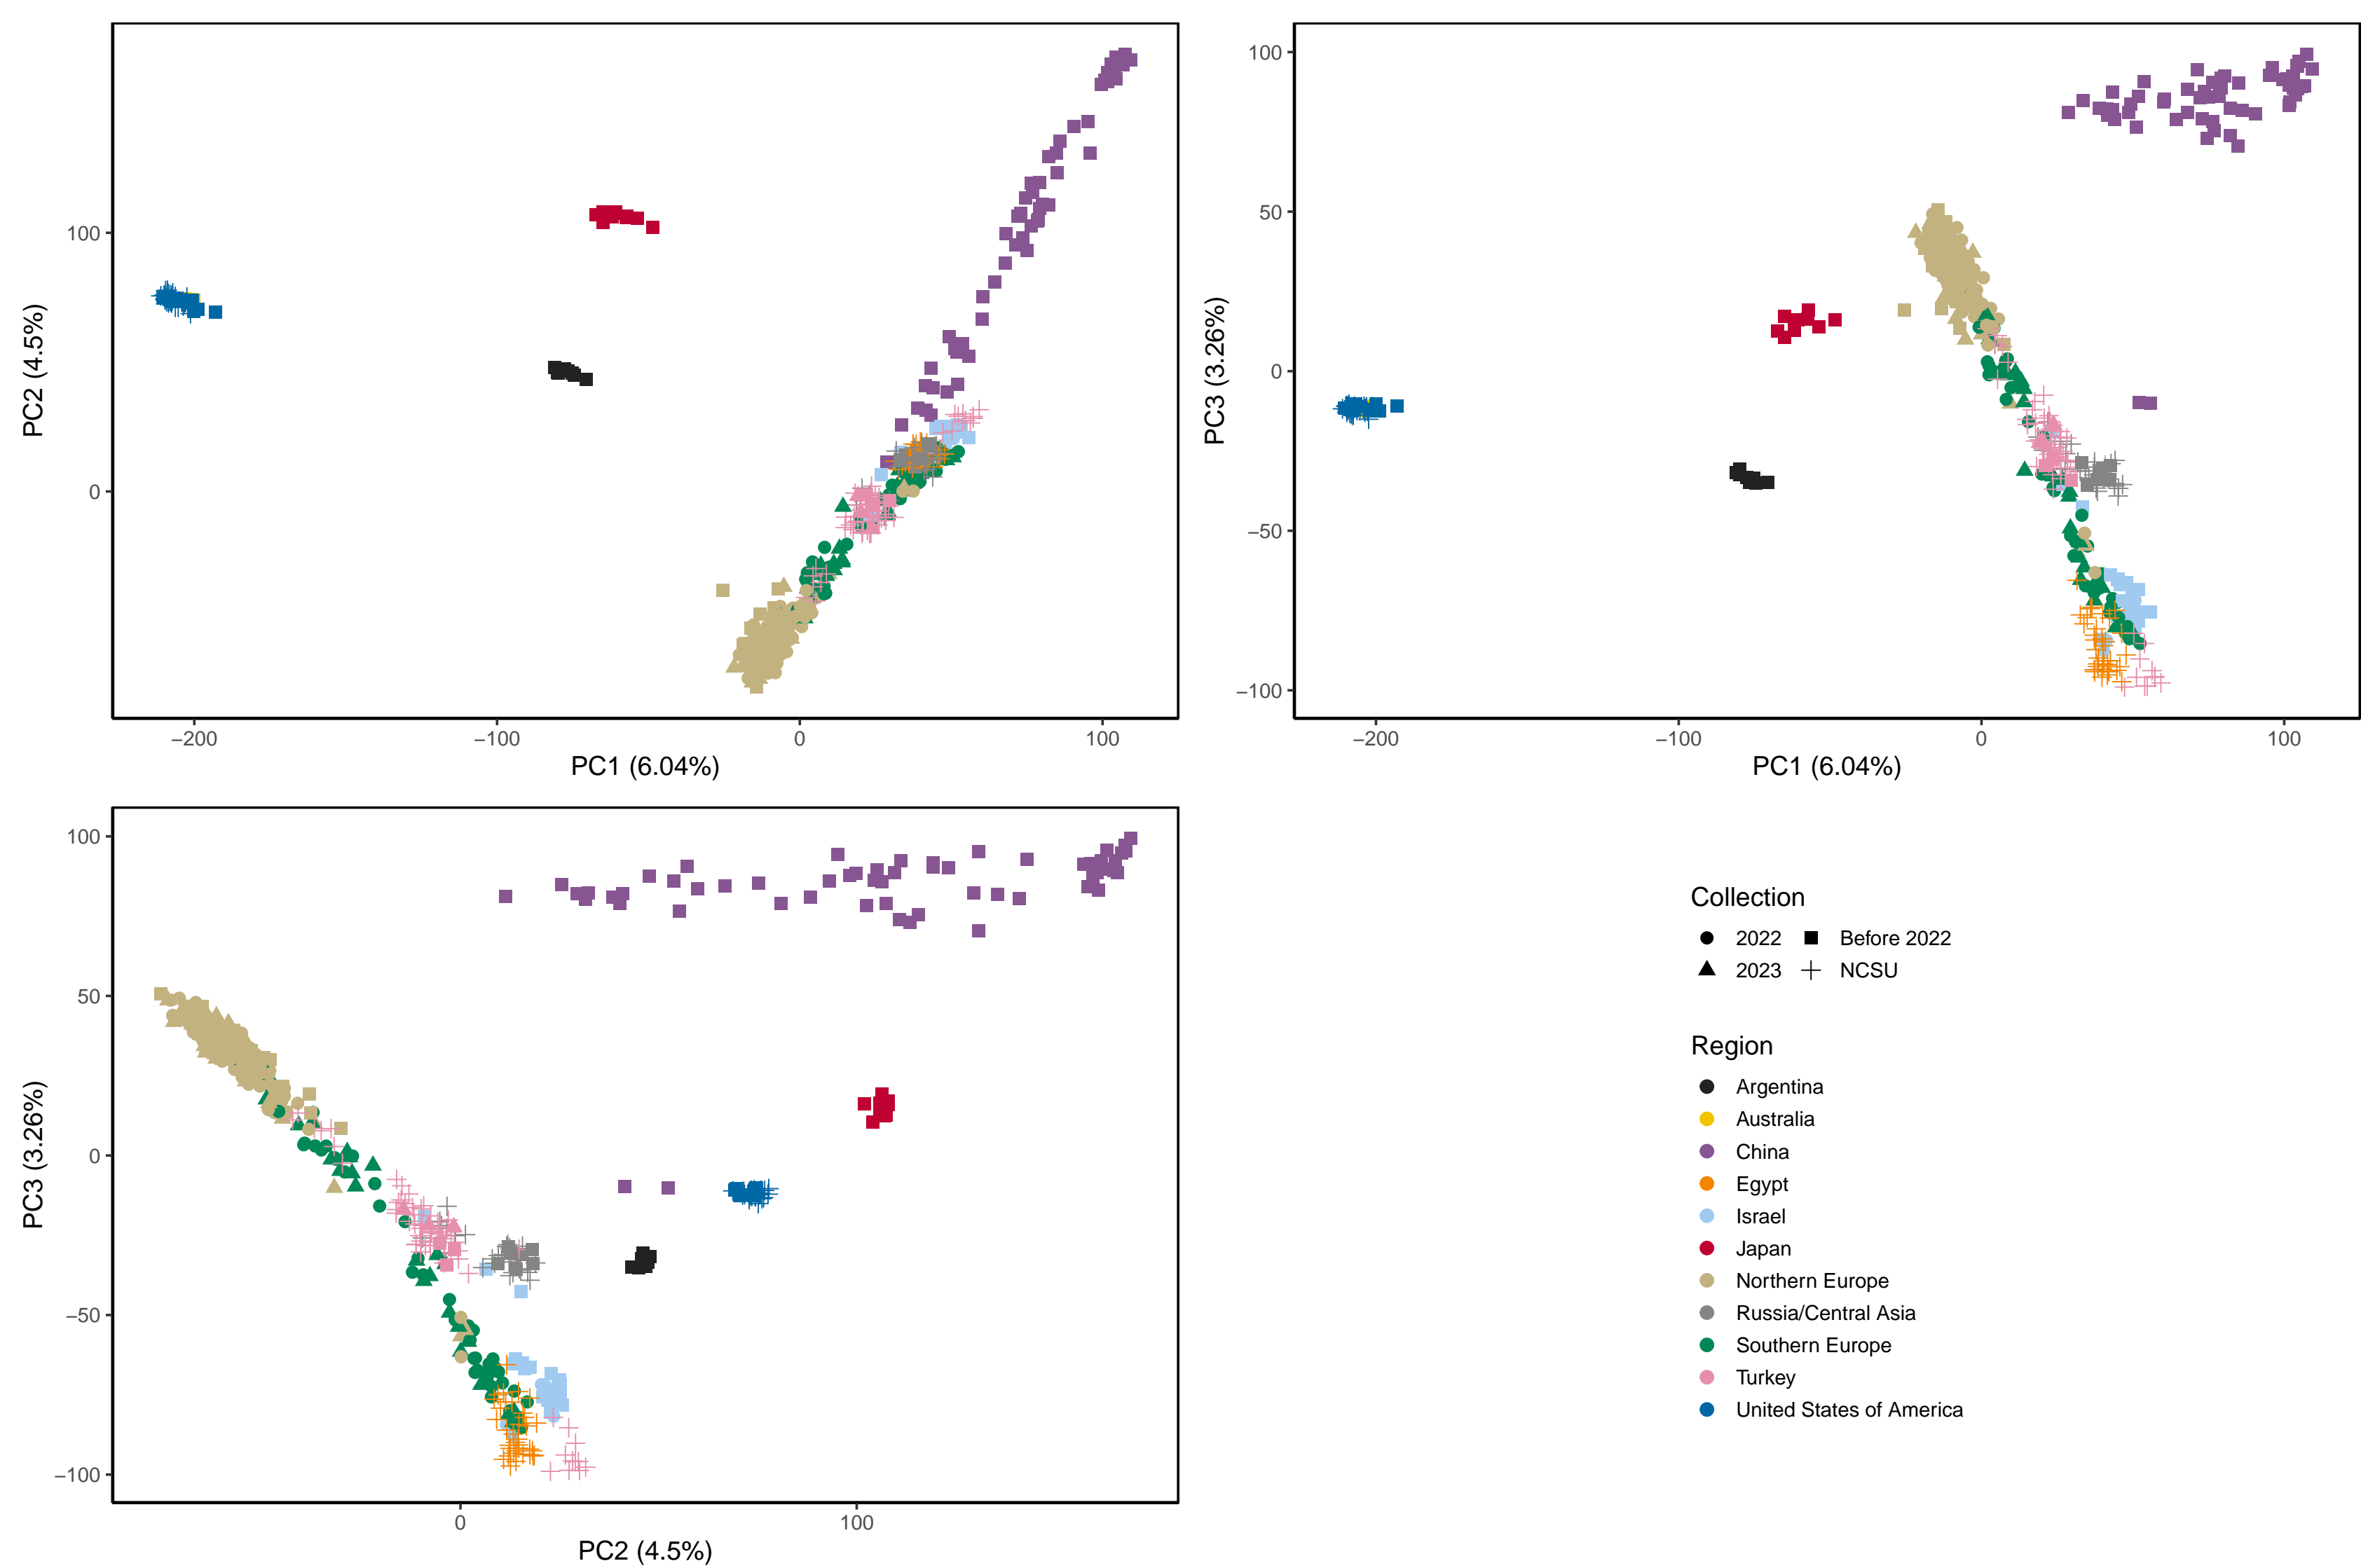 100
0
PC2 (4.5%)
−200
−100
0
100
PC1 (6.04%)
100
50
0
−50
−100
PC3 (3.26%)
−200
−100
0
100
PC1 (6.04%)
100
50
0
−50
−100
PC3 (3.26%)
0
100
PC2 (4.5%)
Collection
2022 Before 2022
2023 NCSU
Region
Argentina
Australia
China
Egypt
Israel
Japan
Northern Europe
Russia/Central Asia
Southern Europe
Turkey
United States of America